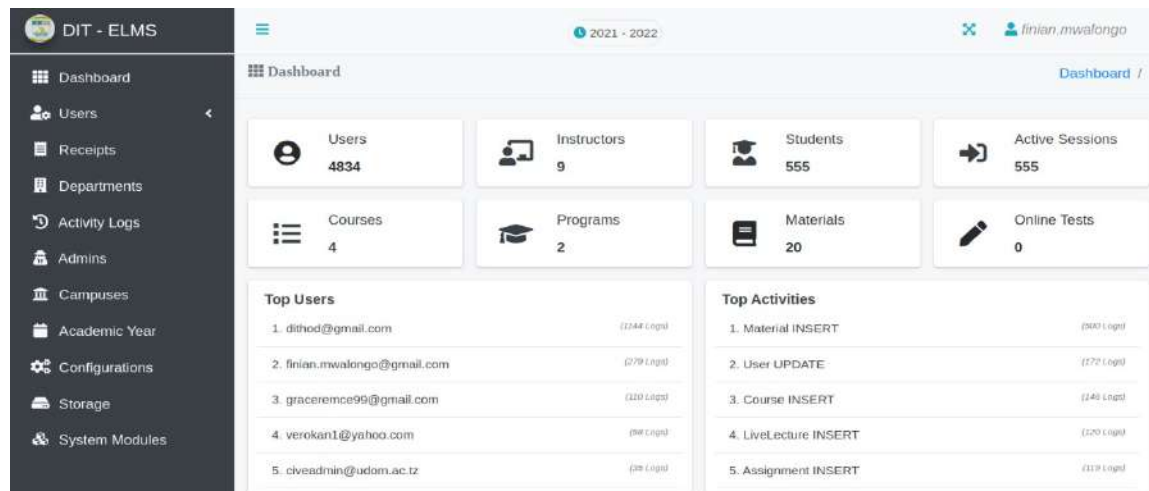 DIT - ELMS
2021 - 2022
finian.mwalongo
Dashboard
Users
Receipts
Departments
Activity Logs
Admins
Campuses
Academic Year
Configurations
Storage
System Modules
Dashboard
Dashboard /
Users
4834
Instructors
9
Students
555
Active Sessions
555
Courses
4
Programs
2
Materials
20
Online Tests
0
Top Users
1. dithod@gmail.com (1144 Logs)
2. finian.mwalongo@gmail.com (279 Logs)
3. graceremce99@gmail.com (110 Logs)
4. verokan1@yahoo.com
5. civeadmin@udom.ac.tz
Top Activities
1. Material INSERT (500 Logs)
2. User UPDATE (172 Logs)
3. Course INSERT
4. LiveLecture INSERT (120 Logs)
5. Assignment INSERT (119 Logs)